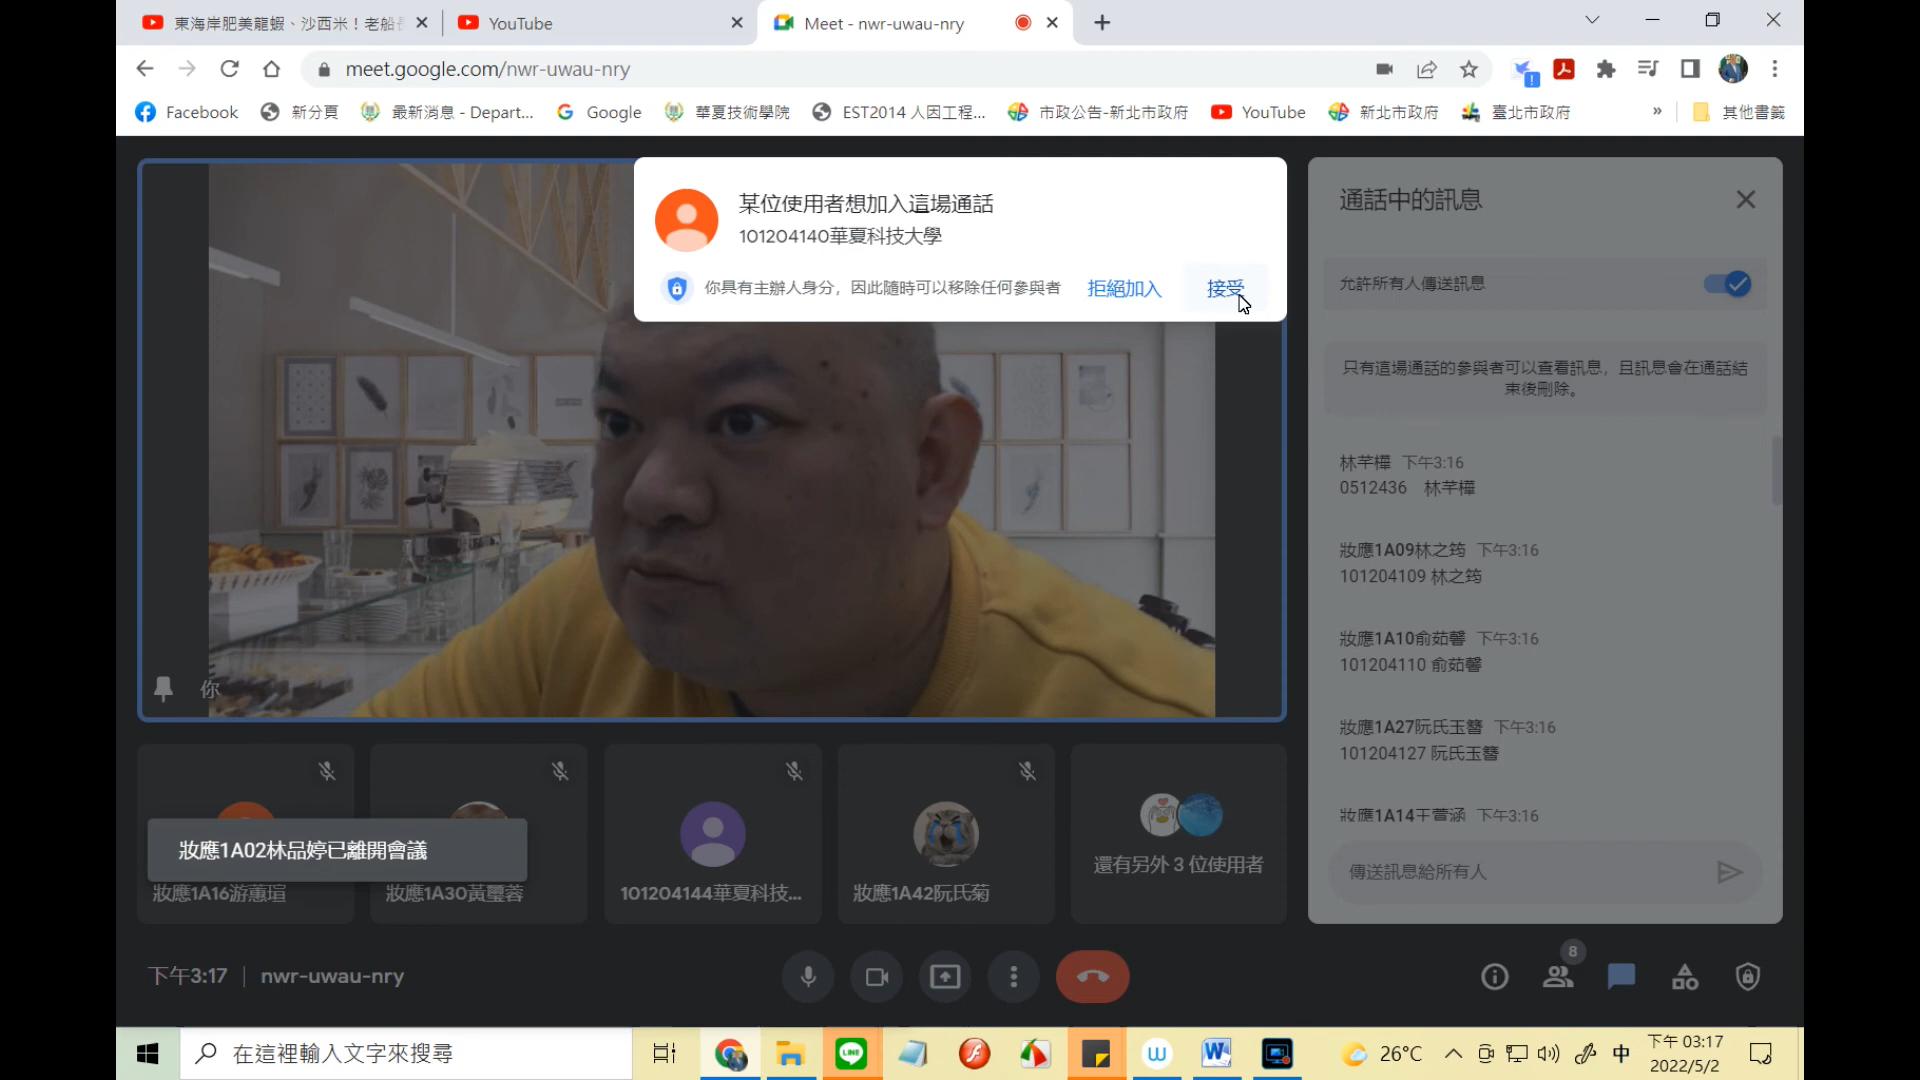 東海岸肥美龍蝦、沙西米！老船長
YouTube
Meet - nwr-uwau-nry
meet.google.com/nwr-uwau-nry
Facebook
新分頁
最新消息 - Depart...
Google
華夏技術學院
EST2014 人因工程...
市政公告-新北市政府
YouTube
新北市政府
臺北市政府
»
其他書籤
某位使用者想加入這場通話
101204140華夏科技大學
你具有主辦人身分，因此隨時可以移除任何參與者
拒絕加入
接受
你
通話中的訊息
允許所有人傳送訊息
只有這場通話的參與者可以查看訊息，且訊息會在通話結
束後刪除。
林芊樺 下午3:16
0512436 林芊樺
妝應1A09林之筠 下午3:16
101204109 林之筠
妝應1A10俞茹馨 下午3:16
101204110 俞茹馨
妝應1A27阮氏玉簪 下午3:16
101204127 阮氏玉簪
妝應1A14王萱涵 下午3:16
傳送訊息給所有人
妝應1A02林品婷已離開會議
妝應1A16游蕙瑄
妝應1A30黃璽蓉
101204144華夏科技...
妝應1A42阮氏菊
還有另外 3 位使用者
下午3:17
nwr-uwau-nry
8
在這裡輸入文字來搜尋
LINE
26°C
中
下午 03:17
2022/5/2